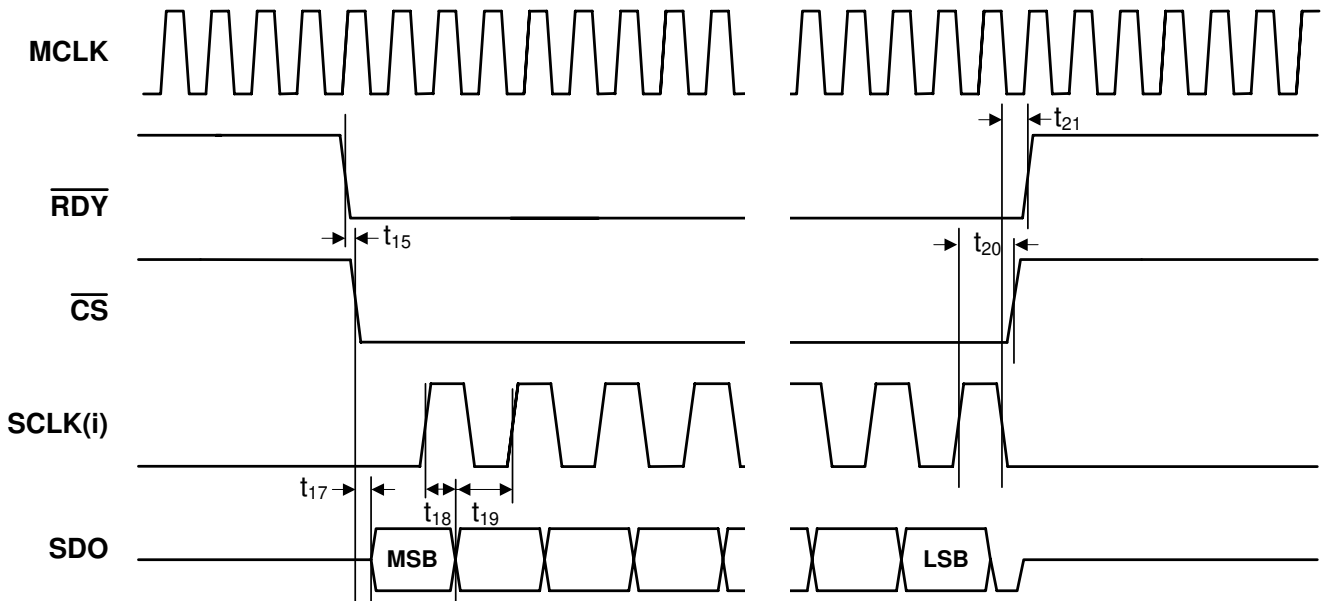 MCLK
t21
RDY
t15
t20
CS
SCLK(i)
t17
t18
t19
SDO
MSB
LSB